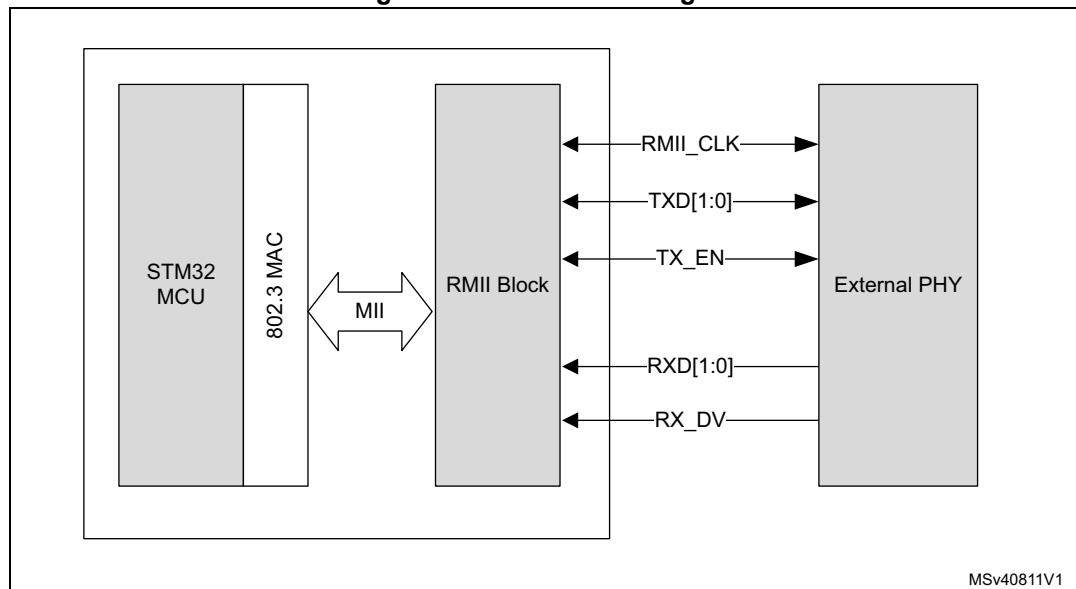 RMII_CLK
TXD[1:0]
TX_EN
STM32
MCU
802.3 MAC
MII
RMII Block
External PHY
RXD[1:0]
RX_DV
MSv40811V1